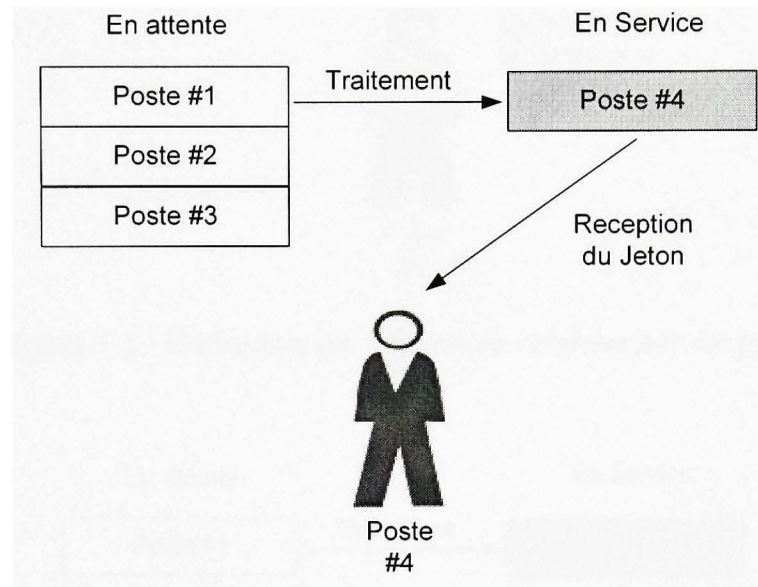 En attente
En Service
Poste #1
Traitement
Poste #4
Poste #2
Poste #3
Reception
du Jeton
Poste
#4